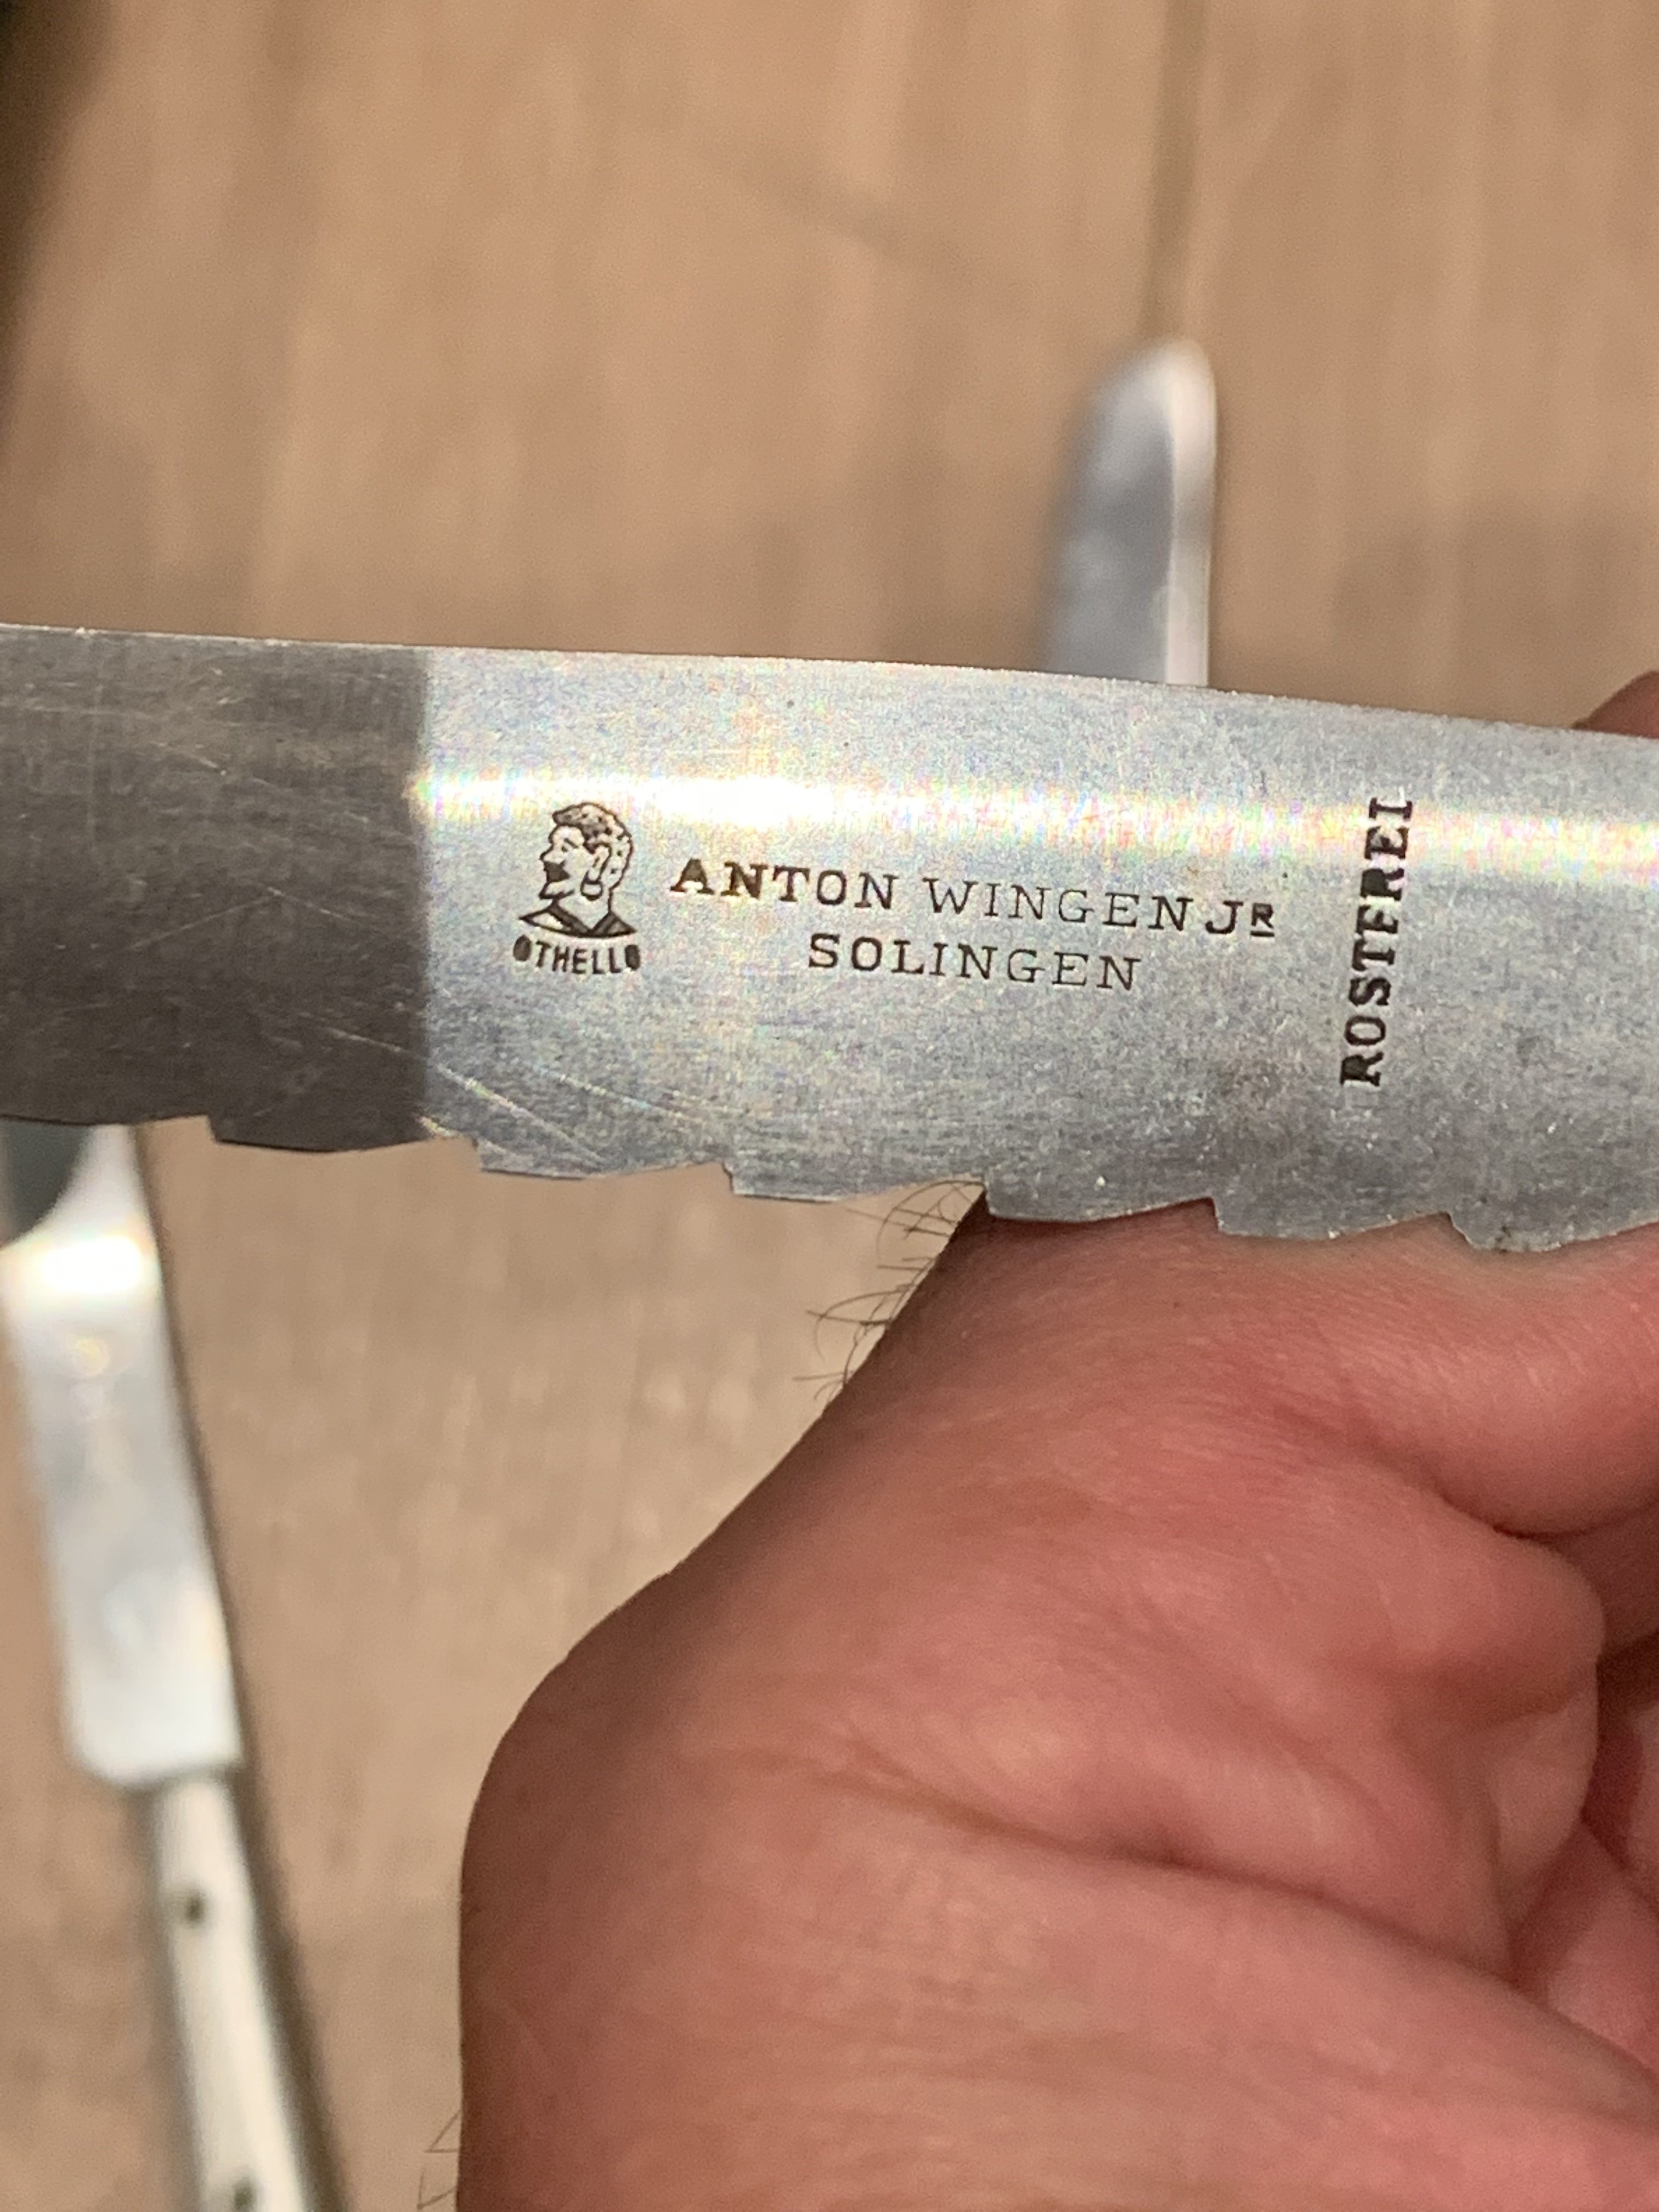 OTHELLO
ANTON WINGEN JR
SOLINGEN
ROSTFREI